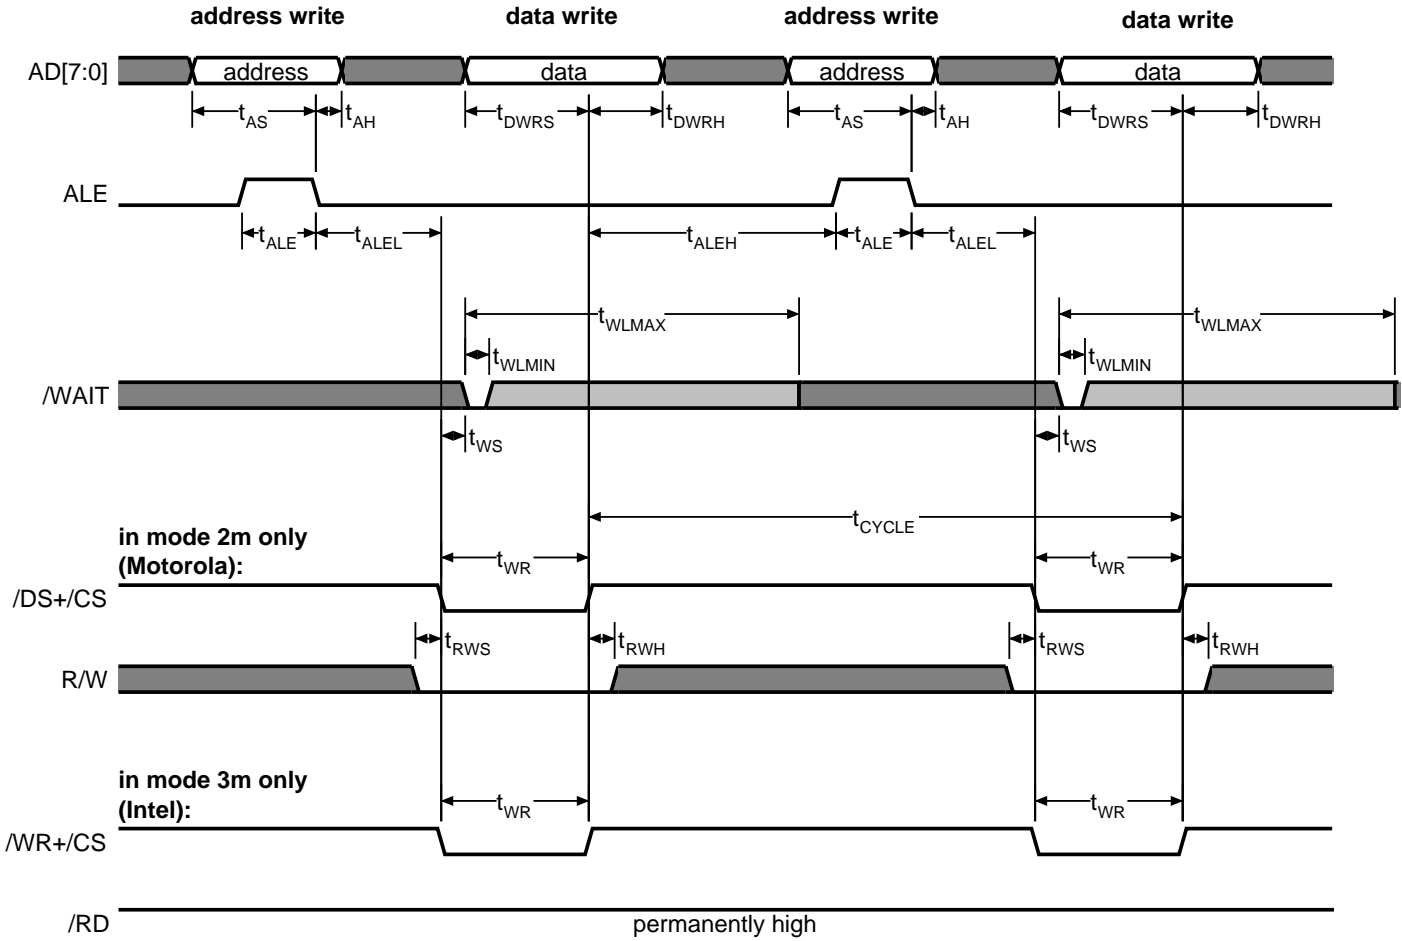 address write data write address write data write
AD[7:0] address data address data
tAS tAH tDWRS tDWRH tAS tAH tDWRS tDWRH
ALE
tALE tALEL tALEH tALE tALEL
tWLMAX tWLMAX
tWLMIN tWLMIN
/WAIT
tWS tWS
tCYCLE
in mode 2m only
(Motorola): tWR tWR
/DS+/CS
tRWS tRWH tRWS tRWH
R/W
in mode 3m only
(Intel): tWR tWR
/WR+/CS
/RD permanently high